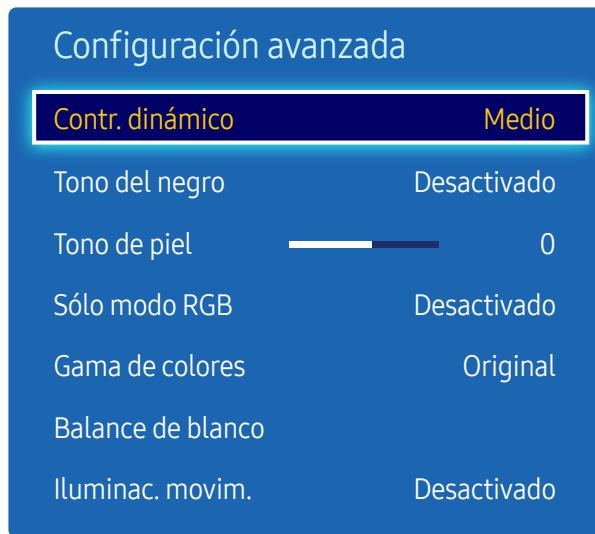 Configuración avanzada
Contr. dinámico Medio
Tono del negro Desactivado
Tono de piel 0
Sólo modo RGB Desactivado
Gama de colores Original
Balance de blanco
Iluminac. movim. Desactivado